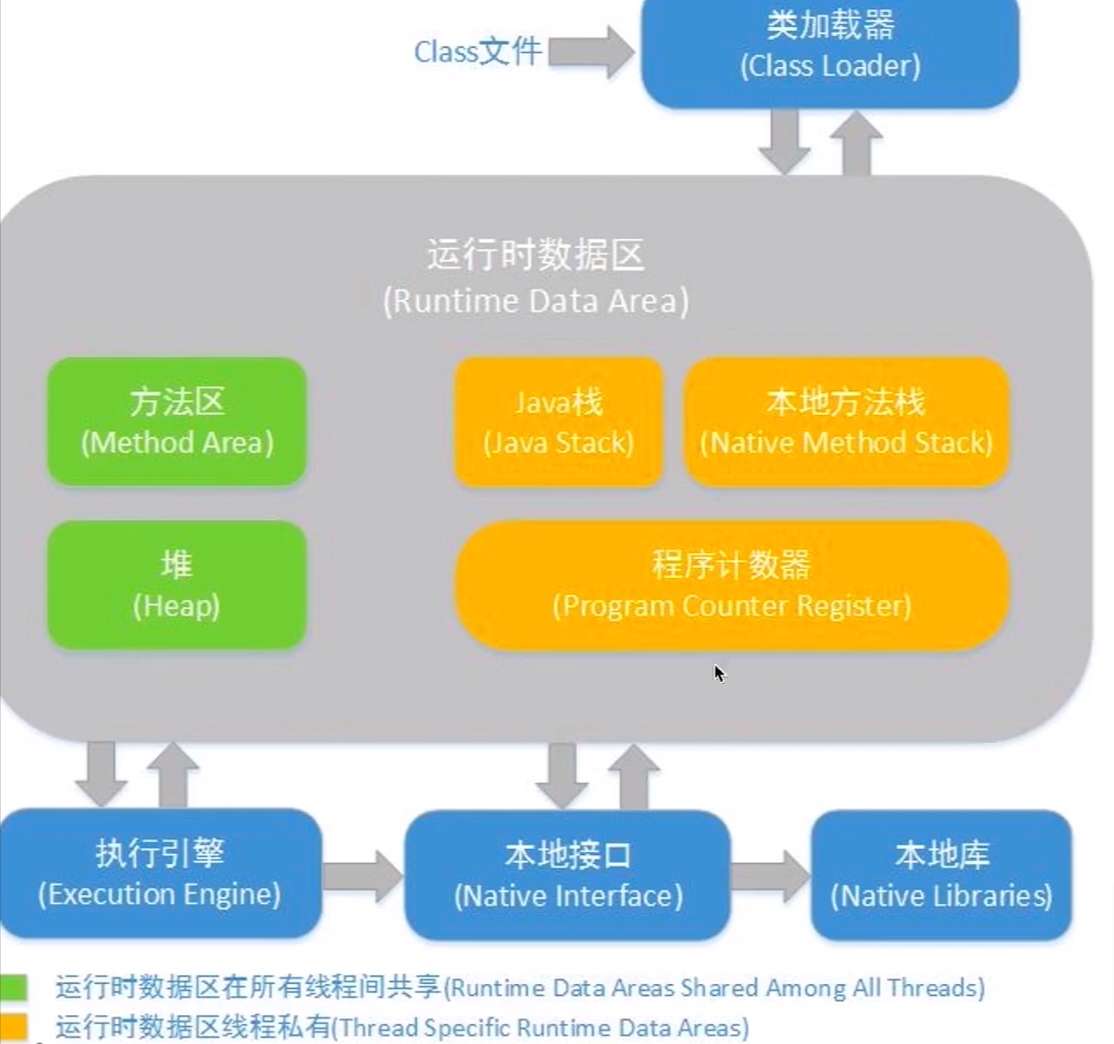 类加载器
Class文件
(Class Loader)
运行时数据区
(Runtime Data Area)
方法区
(Method Area)
Java栈
(Java Stack)
本地方法栈
(Native Method Stack)
堆
(Heap)
程序计数器
(Program Counter Register)
执行引擎
(Execution Engine)
本地接口
(Native Interface)
本地库
(Native Libraries)
运行时数据区在所有线程间共享(Runtime Data Areas Shared Among All Threads)
运行时数据区线程私有(Thread Specific Runtime Data Areas)